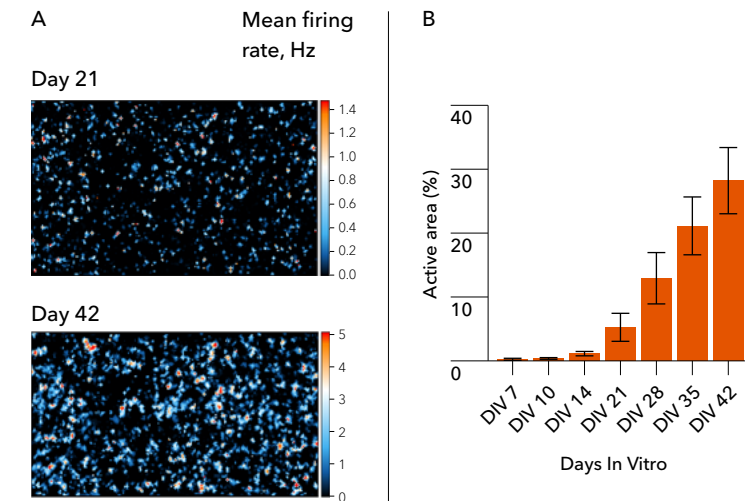 A
Mean firing
rate, Hz
Day 21
1.4
1.2
1.0
0.8
0.6
0.4
0.2
0.0
Day 42
5
4
3
2
1
0
B
Active area (%)
40
30
20
10
0
DIV 7
DIV 10
DIV 14
DIV 21
DIV 28
DIV 35
DIV 42
Days In Vitro